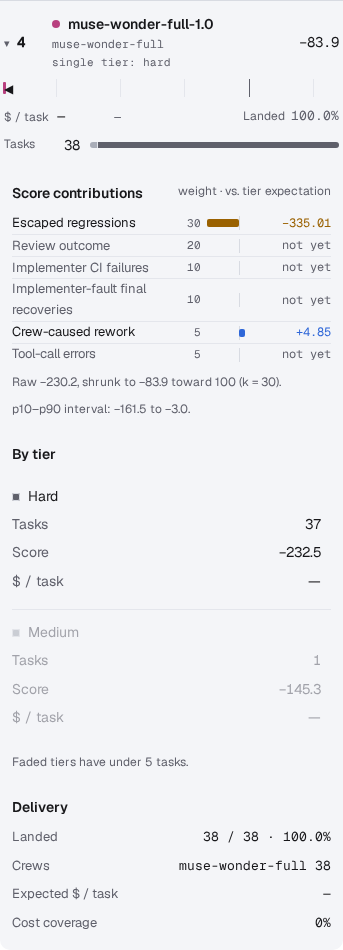 muse-wonder-full-1.0
▾ 4 muse-wonder-full −83.9
single tier: hard
$ / task — – Landed 100.0%
Tasks 38
Score contributions weight · vs. tier expectation
Escaped regressions 30 −335.01
Review outcome 20 not yet
Implementer CI failures 10 not yet
Implementer-fault final
recoveries 10 not yet
Crew-caused rework 5 +4.85
Tool-call errors 5 not yet
Raw −230.2, shrunk to −83.9 toward 100 (k = 30).
p10–p90 interval: −161.5 to −3.0.
By tier
Hard
Tasks 37
Score −232.5
$ / task —
Medium
Tasks 1
Score −145.3
$ / task —
Faded tiers have under 5 tasks.
Delivery
Landed 38 / 38 · 100.0%
Crews muse-wonder-full 38
Expected $ / task –
Cost coverage 0%